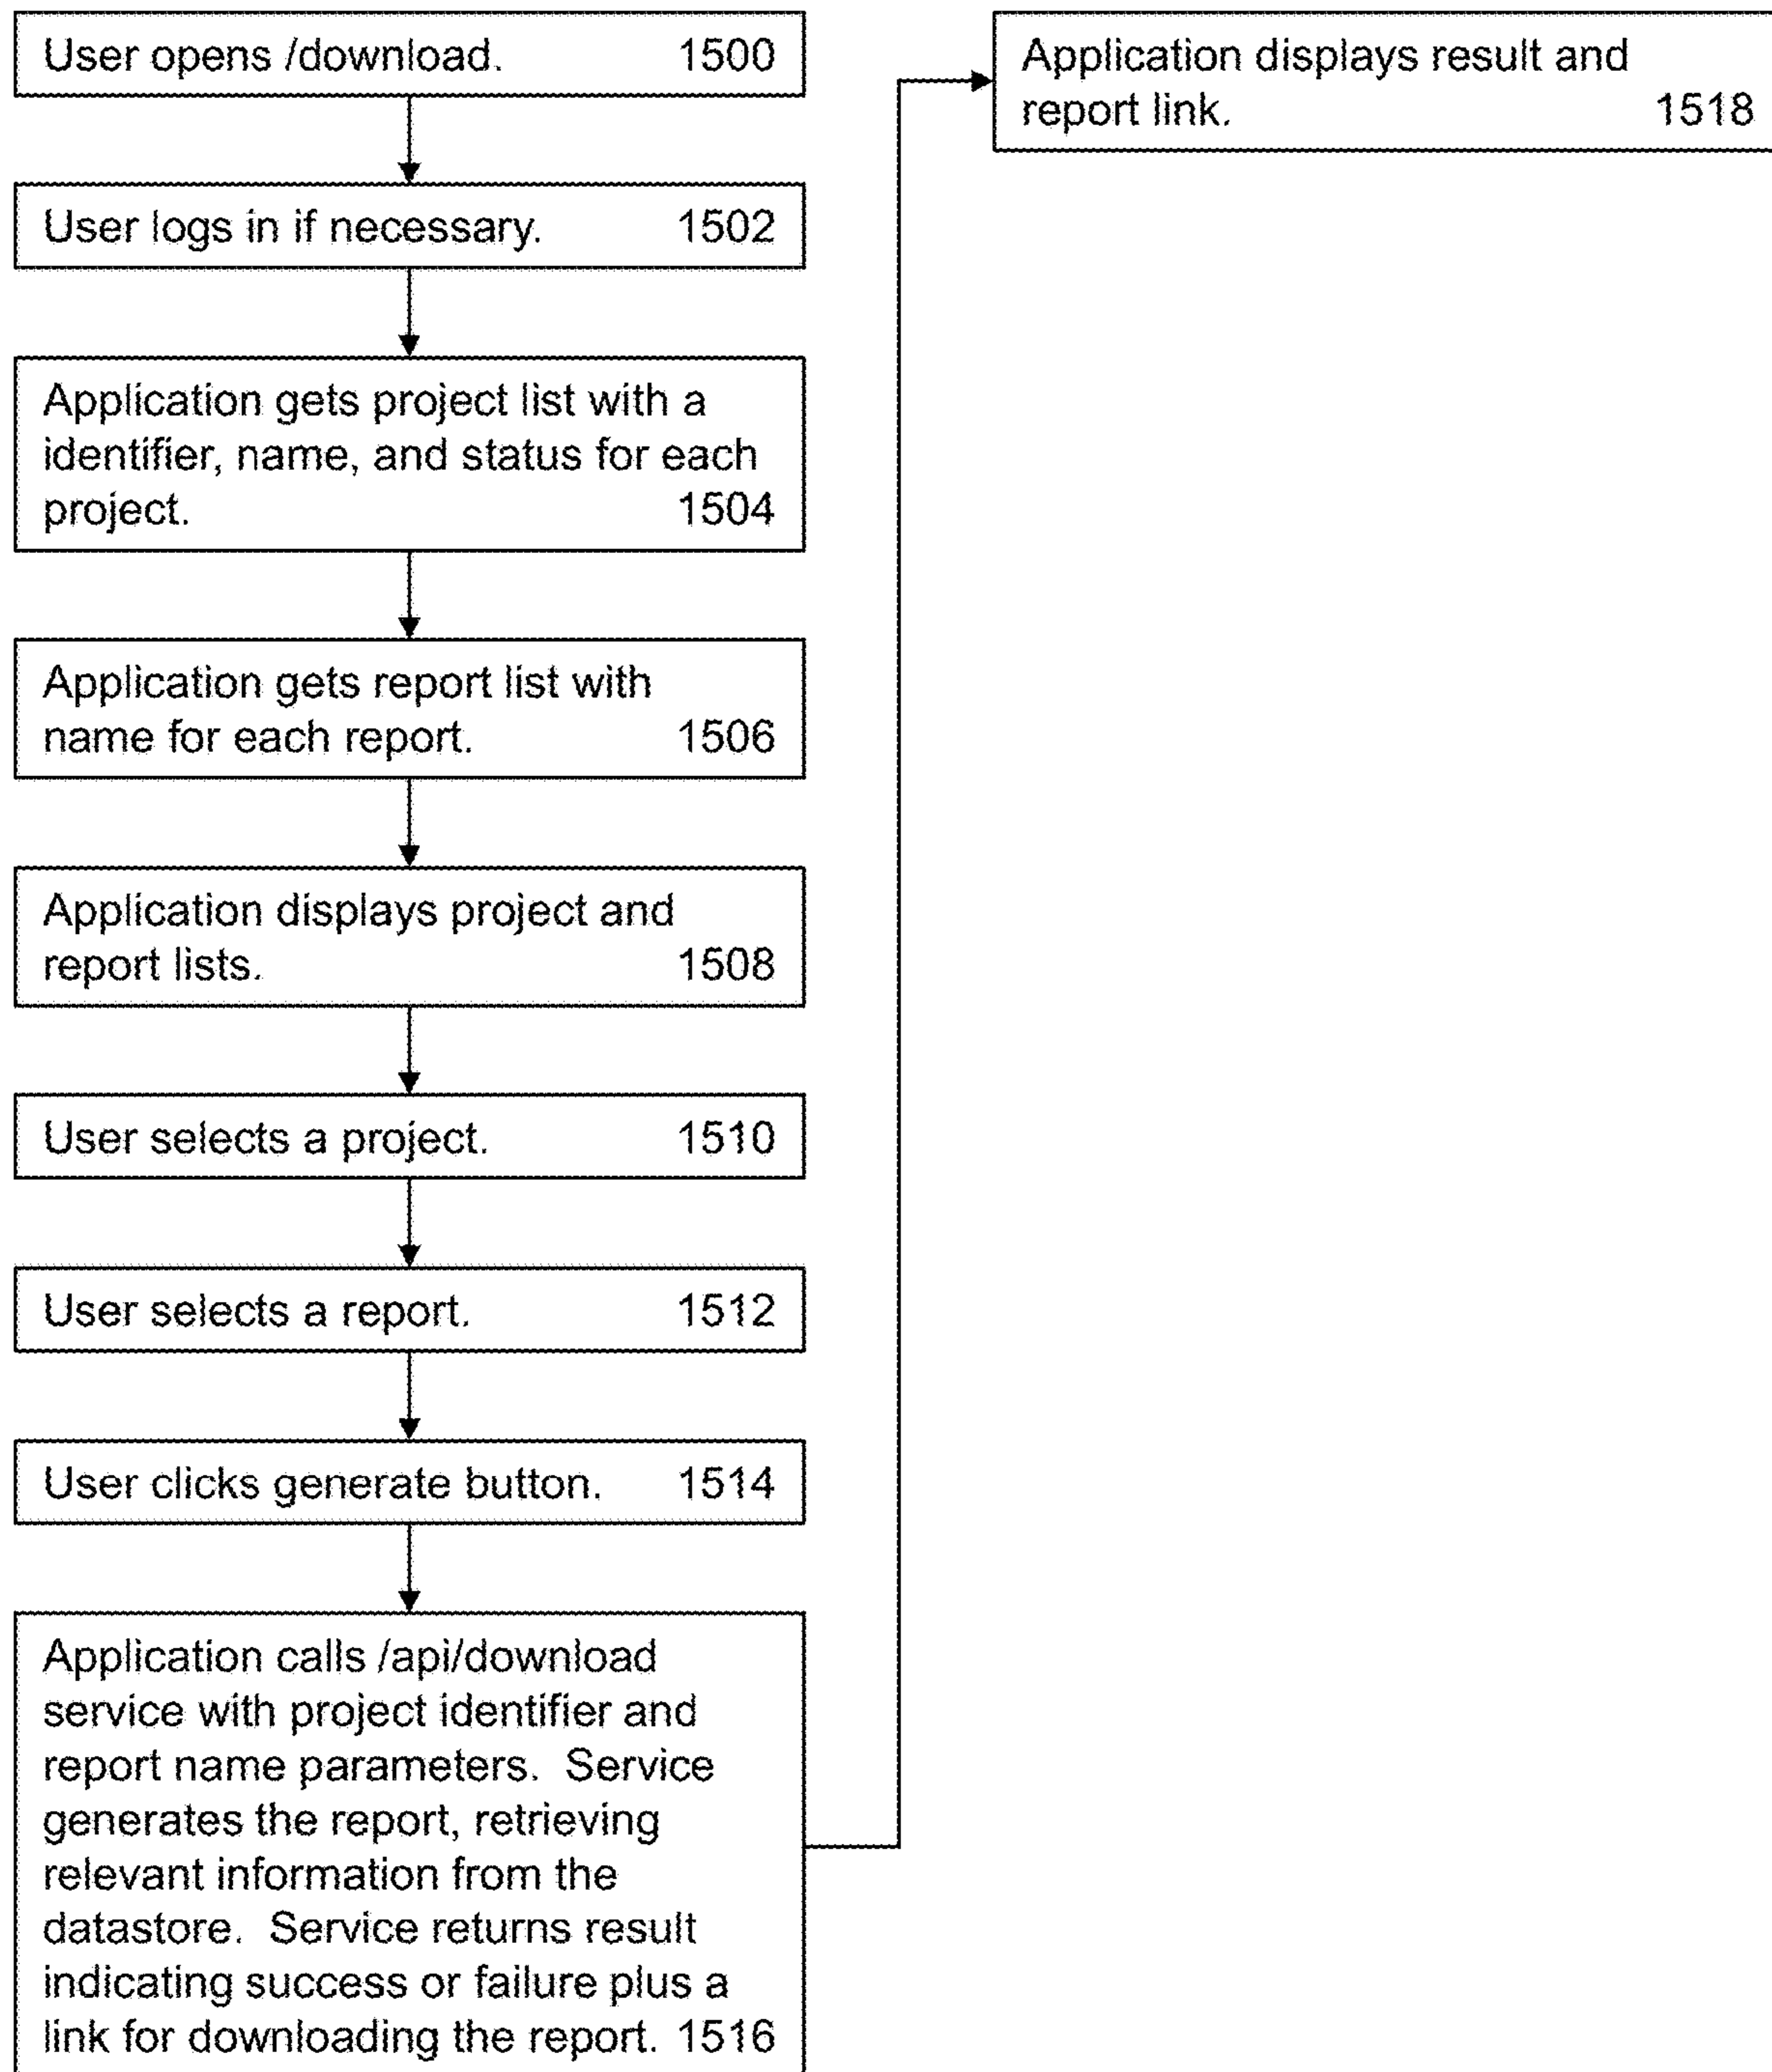 User opens /download. 1500
User logs in if necessary. 1502
Application gets project list with a
identifier, name, and status for each
project. 1504
Application gets report list with
name for each report. 1506
Application displays project and
report lists. 1508
User selects a project. 1510
User selects a report. 1512
User clicks generate button. 1514
Application calls /api/download
service with project identifier and
report name parameters. Service
generates the report, retrieving
relevant information from the
datastore. Service returns result
indicating success or failure plus a
link for downloading the report. 1516
Application displays result and
report link. 1518